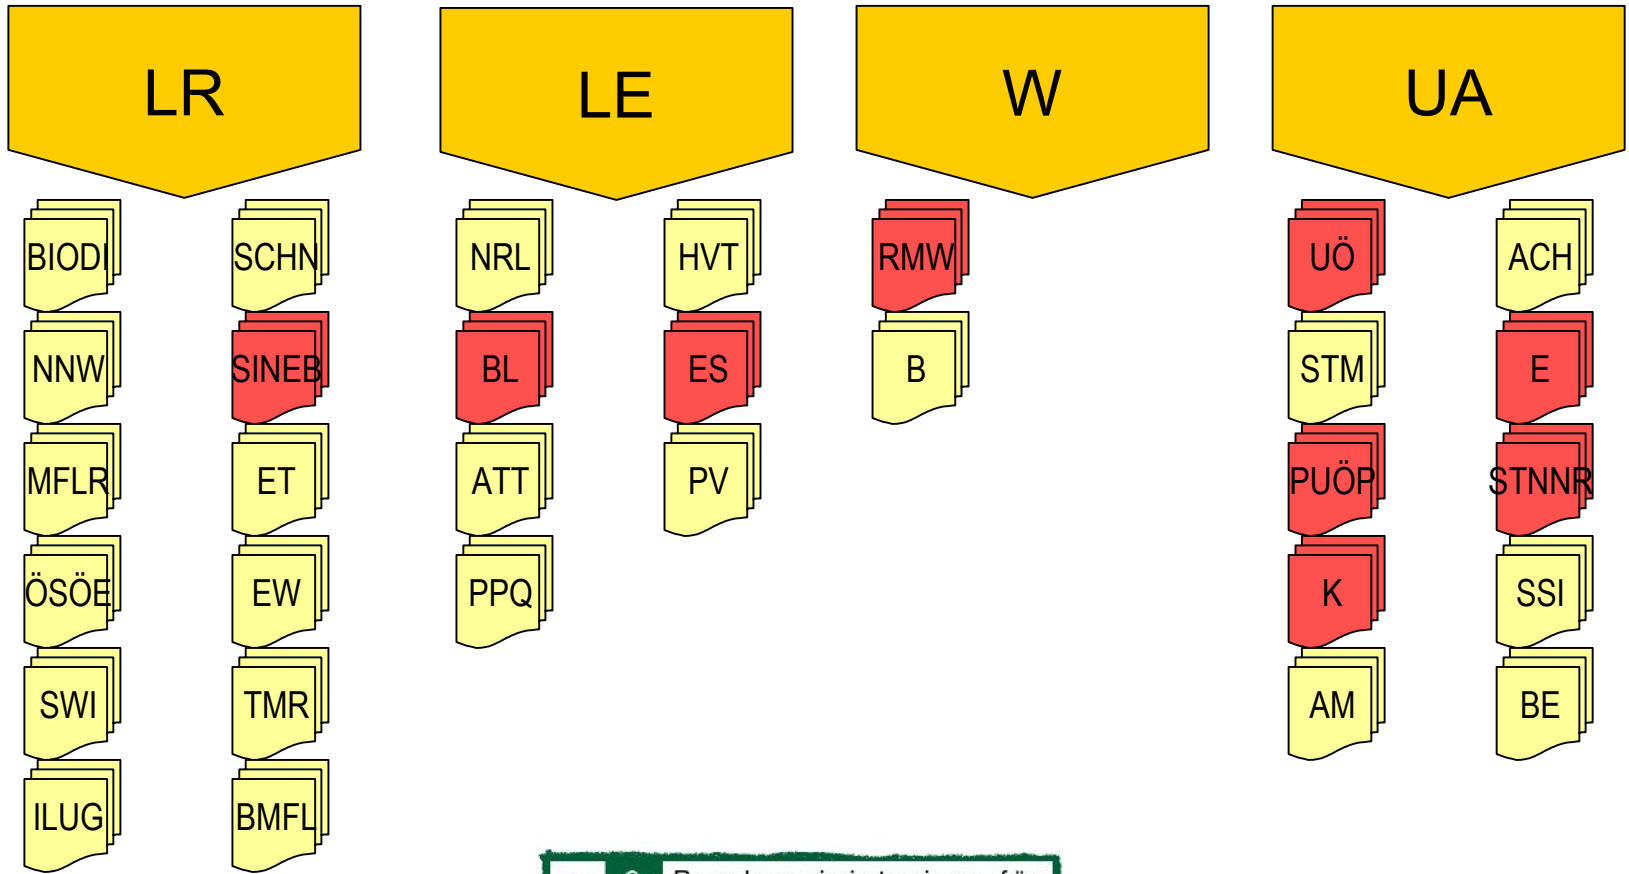 LR
LE
W
UA
BIODI
SCHN
NRL
HVT
RMW
UÖ
ACH
NNW
SINEB
BL
ES
B
STM
E
MFLR
ET
ATT
PV
PUÖP
STNNR
ÖSÖE
EW
PPQ
K
SSI
SWI
TMR
AM
BE
ILUG
BMFL